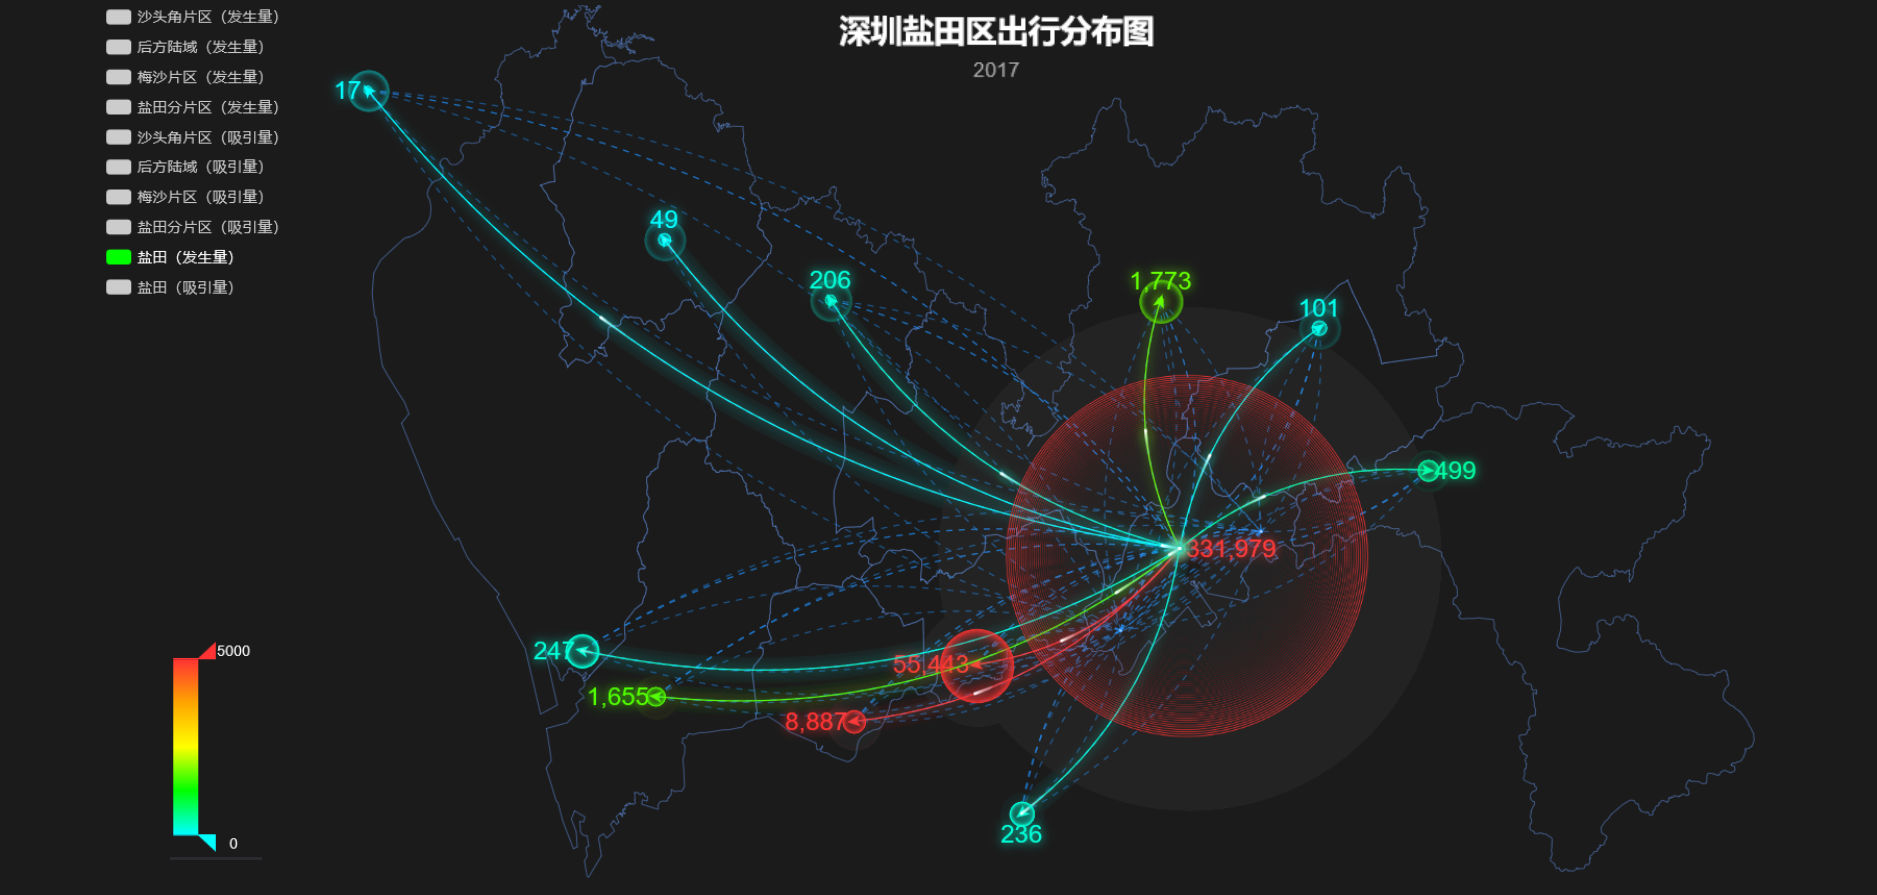 深圳盐田区出行分布图
2017
沙头角片区（发生量）
后方陆域（发生量）
梅沙片区（发生量）
盐田分片区（发生量）
沙头角片区（吸引量）
后方陆域（吸引量）
梅沙片区（吸引量）
盐田分片区（吸引量）
盐田（发生量）
盐田（吸引量）
17
49
206
1,773
101
499
331,979
247
55,443
1,655
8,887
236
5000
0